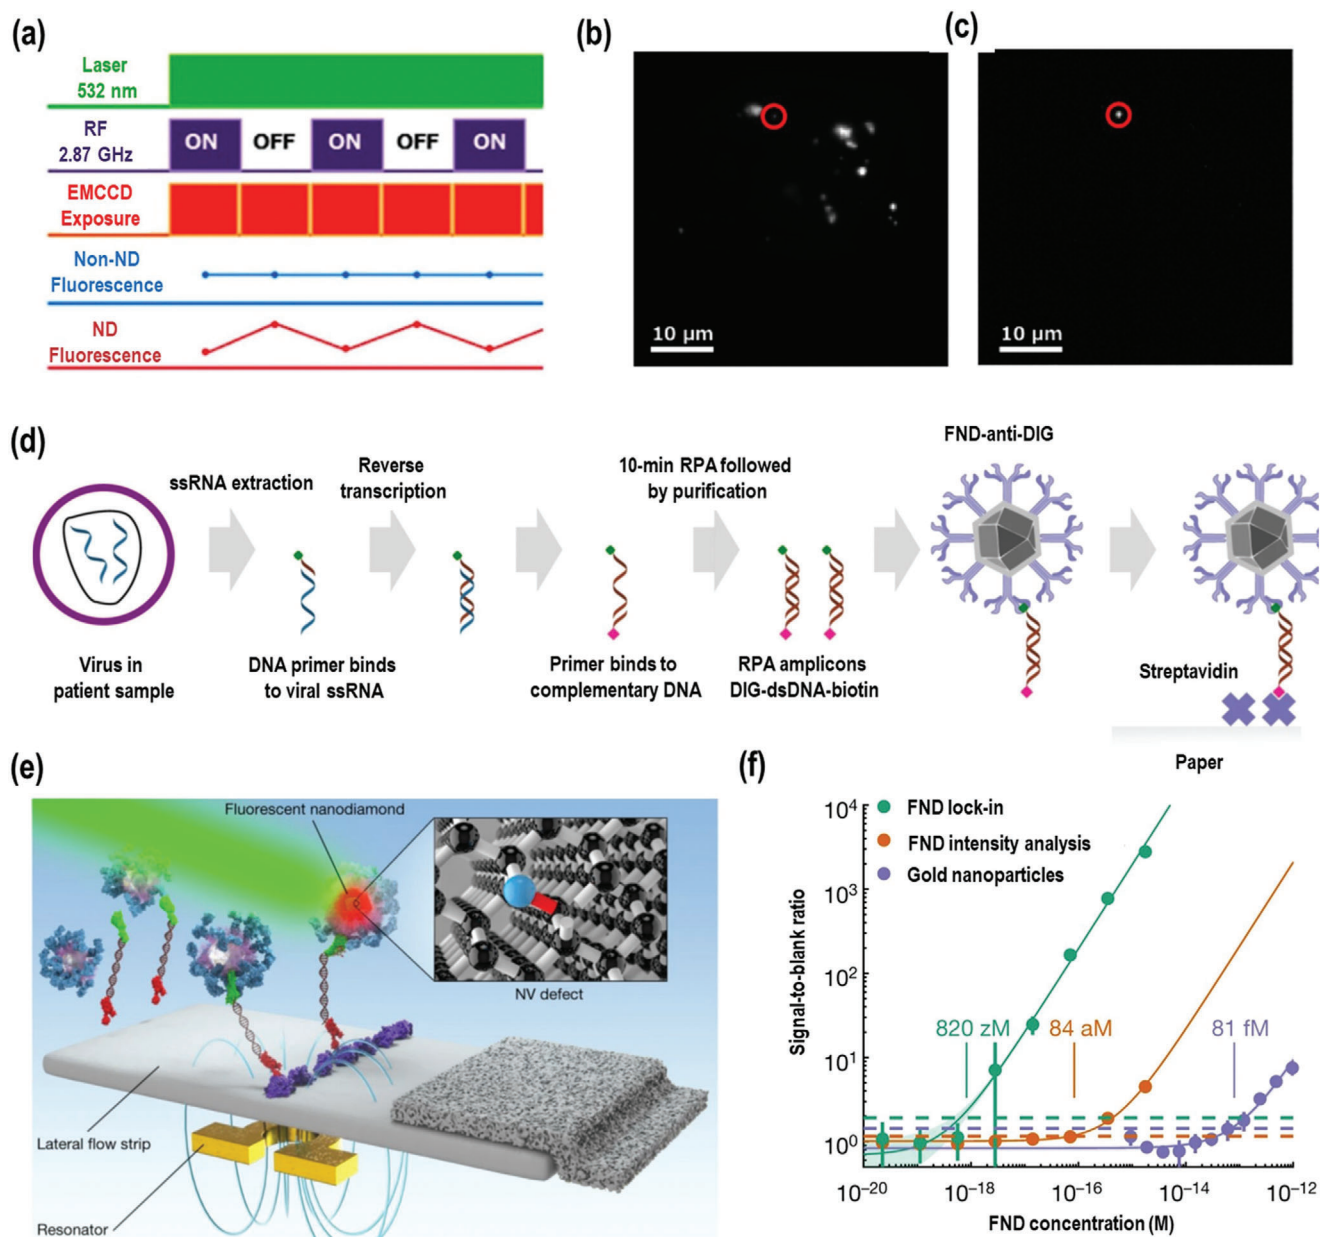 (a)
Laser
532 nm
RF
2.87 GHz
ON OFF ON OFF ON
EMCCD
Exposure
Non-ND
Fluorescence
ND
Fluorescence
(b)
10 μm
(c)
10 μm
(d)
ssRNA extraction
Reverse
transcription
10-min RPA followed
by purification
FND-anti-DIG
Virus in
patient sample
DNA primer binds
to viral ssRNA
Primer binds to
complementary DNA
RPA amplicons
DIG-dsDNA-biotin
Streptavidin
Paper
(e)
Fluorescent nanodiamond
NV defect
Lateral flow strip
Resonator
(f)
FND lock-in
FND intensity analysis
Gold nanoparticles
Signal-to-blank ratio
10⁴
10³
10²
10¹
10⁰
820 zM
84 aM
81 fM
10⁻²⁰ 10⁻¹⁸ 10⁻¹⁶ 10⁻¹⁴ 10⁻¹²
FND concentration (M)